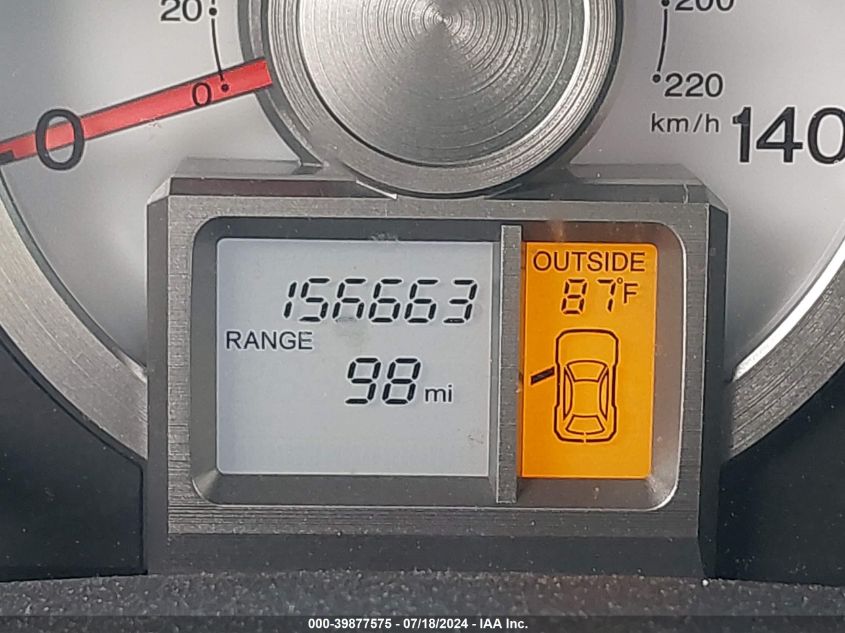 20
0
0
200
220
km/h
140
156663
RANGE
98 mi
OUTSIDE
87°F
000-39877575 - 07/18/2024 - IAA Inc.